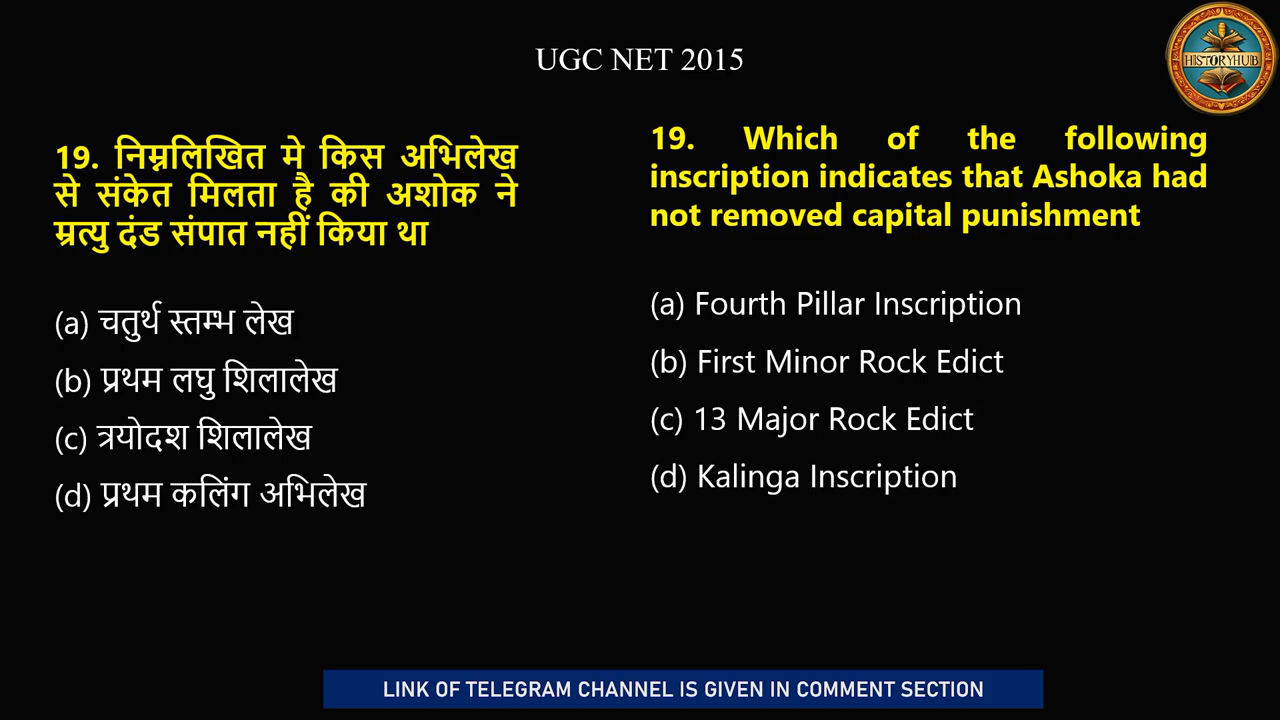 UGC NET 2015
HISTORYHUB
19. निम्नलिखित मे किस अभिलेख
से संकेत मिलता है की अशोक ने
म्रत्यु दंड संपात नहीं किया था
(a) चतुर्थ स्तम्भ लेख
(b) प्रथम लघु शिलालेख
(c) त्रयोदश शिलालेख
(d) प्रथम कलिंग अभिलेख
19. Which of the following
inscription indicates that Ashoka had
not removed capital punishment
(a) Fourth Pillar Inscription
(b) First Minor Rock Edict
(c) 13 Major Rock Edict
(d) Kalinga Inscription
LINK OF TELEGRAM CHANNEL IS GIVEN IN COMMENT SECTION